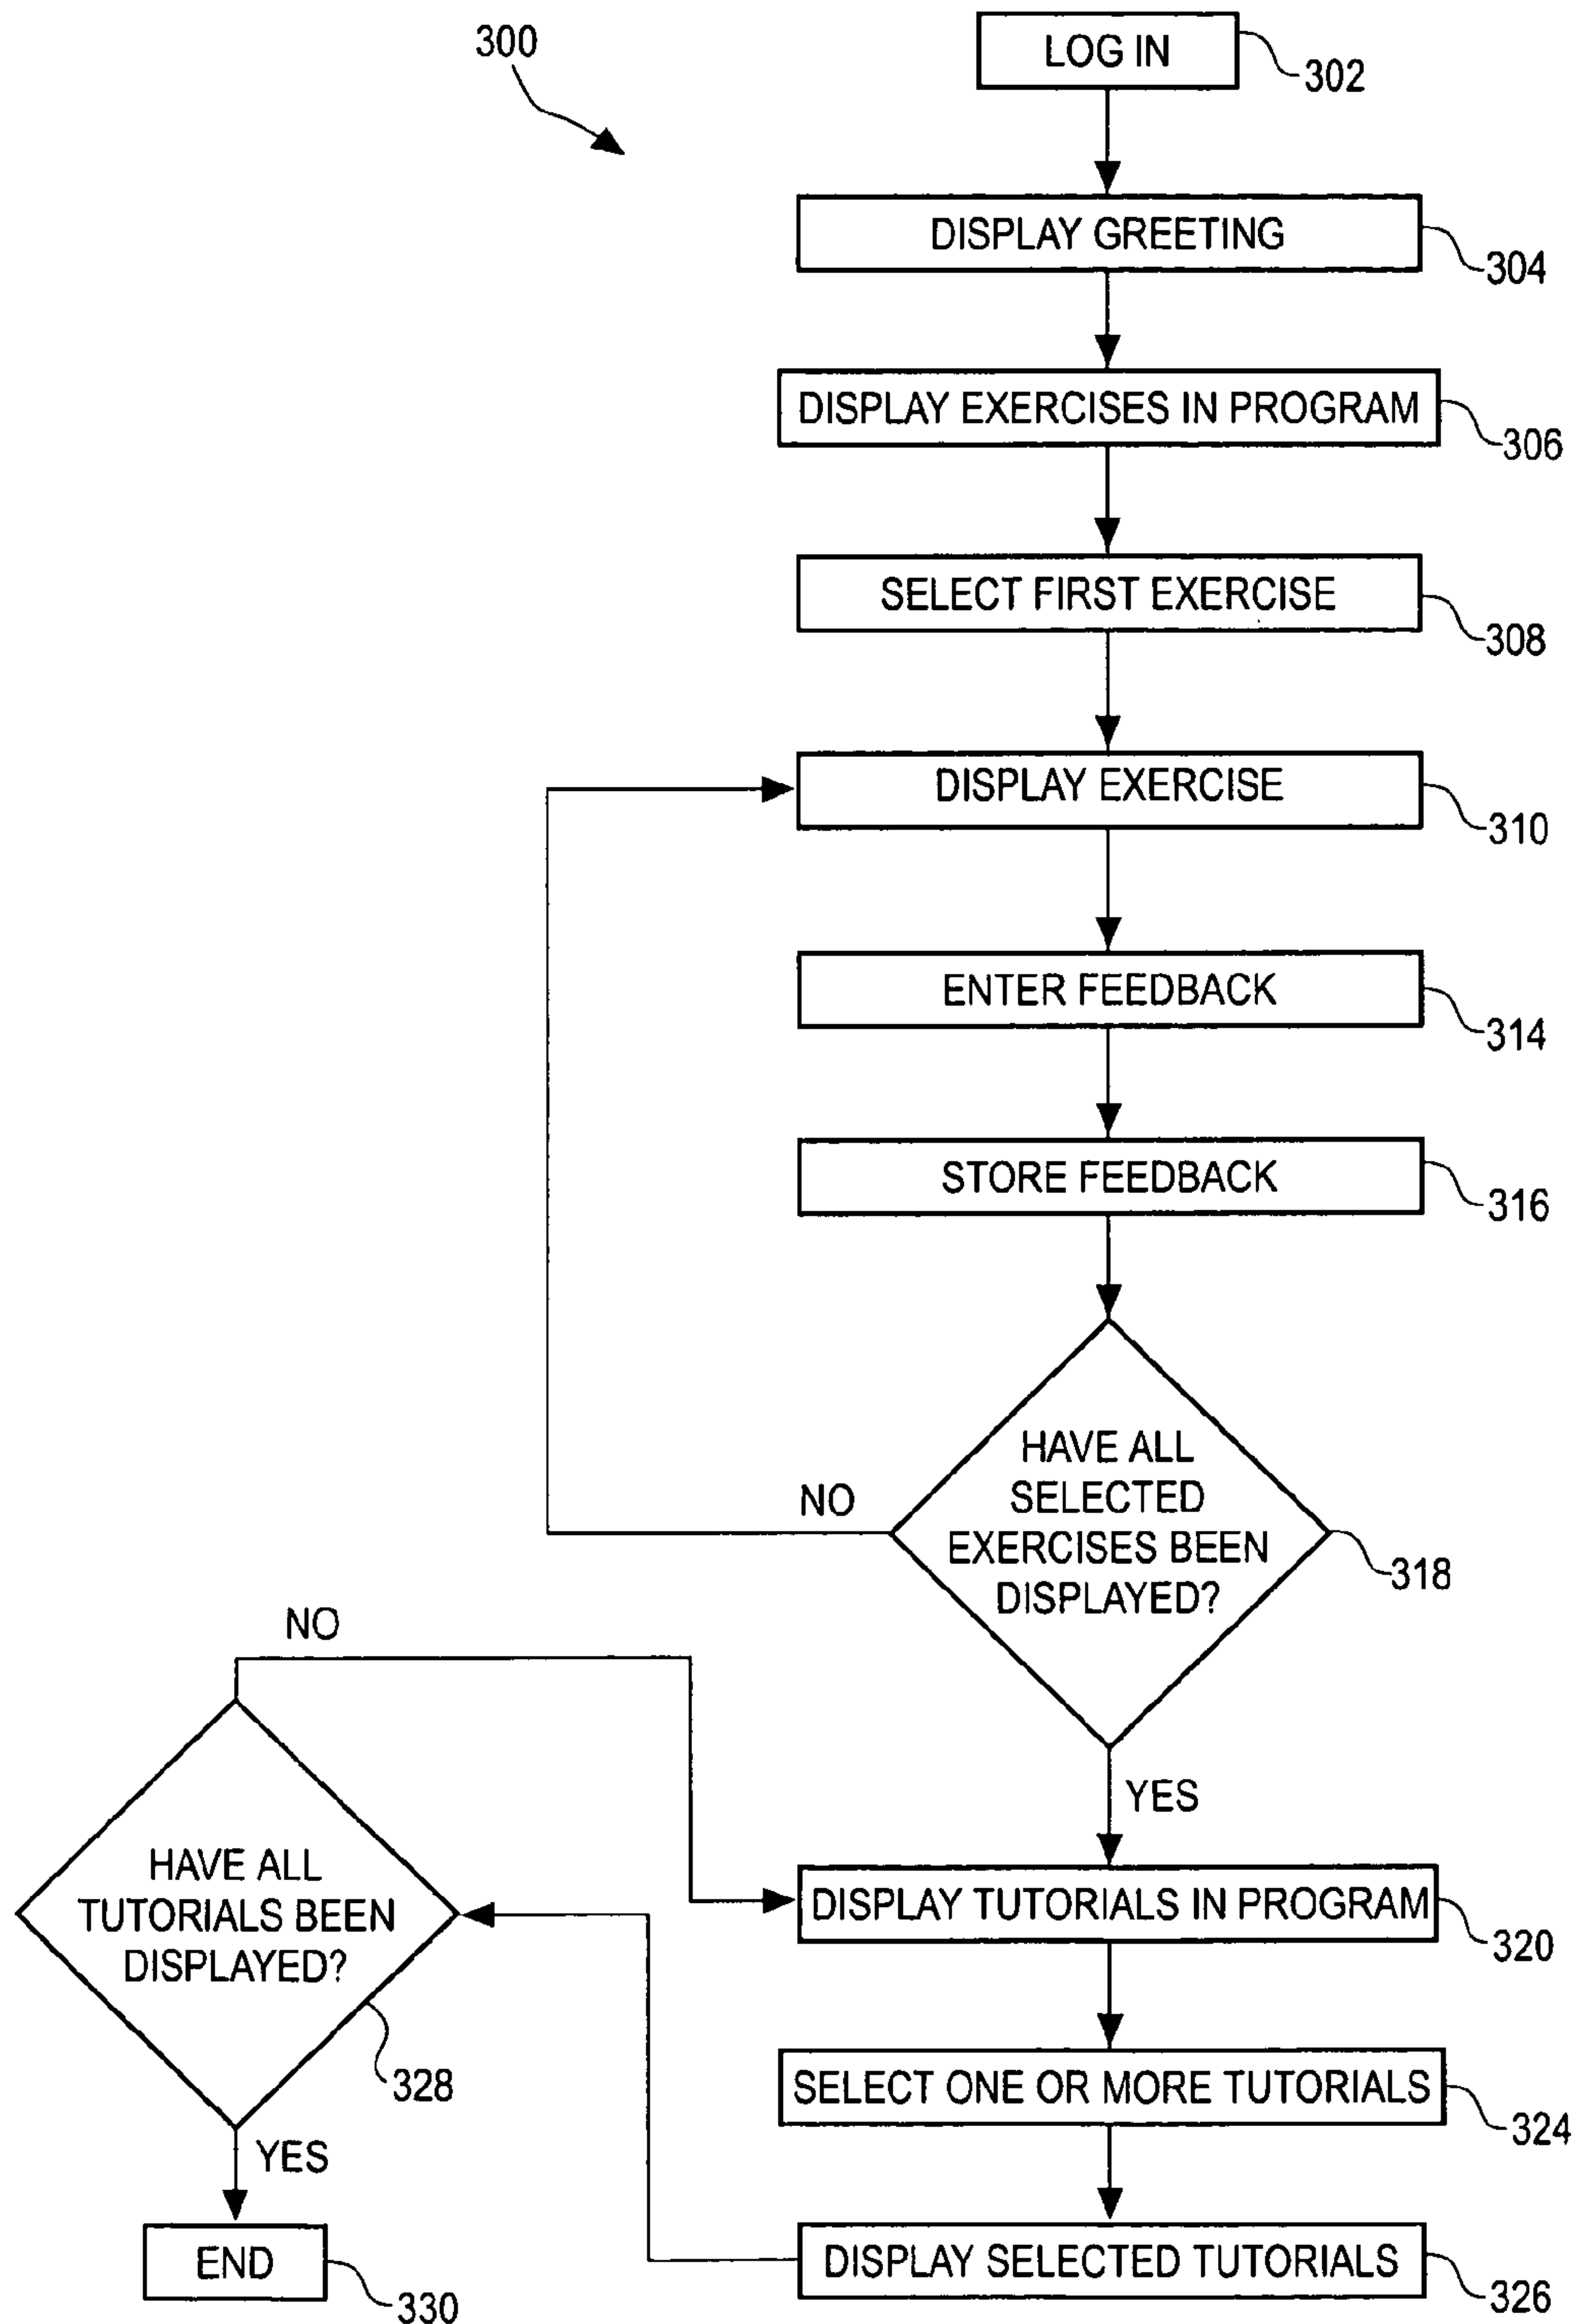 300
LOG IN
302
DISPLAY GREETING
304
DISPLAY EXERCISES IN PROGRAM
306
SELECT FIRST EXERCISE
308
DISPLAY EXERCISE
310
ENTER FEEDBACK
314
STORE FEEDBACK
316
HAVE ALL
SELECTED
EXERCISES BEEN
DISPLAYED?
318
NO
YES
DISPLAY TUTORIALS IN PROGRAM
320
SELECT ONE OR MORE TUTORIALS
324
DISPLAY SELECTED TUTORIALS
326
HAVE ALL
TUTORIALS BEEN
DISPLAYED?
328
NO
YES
END
330